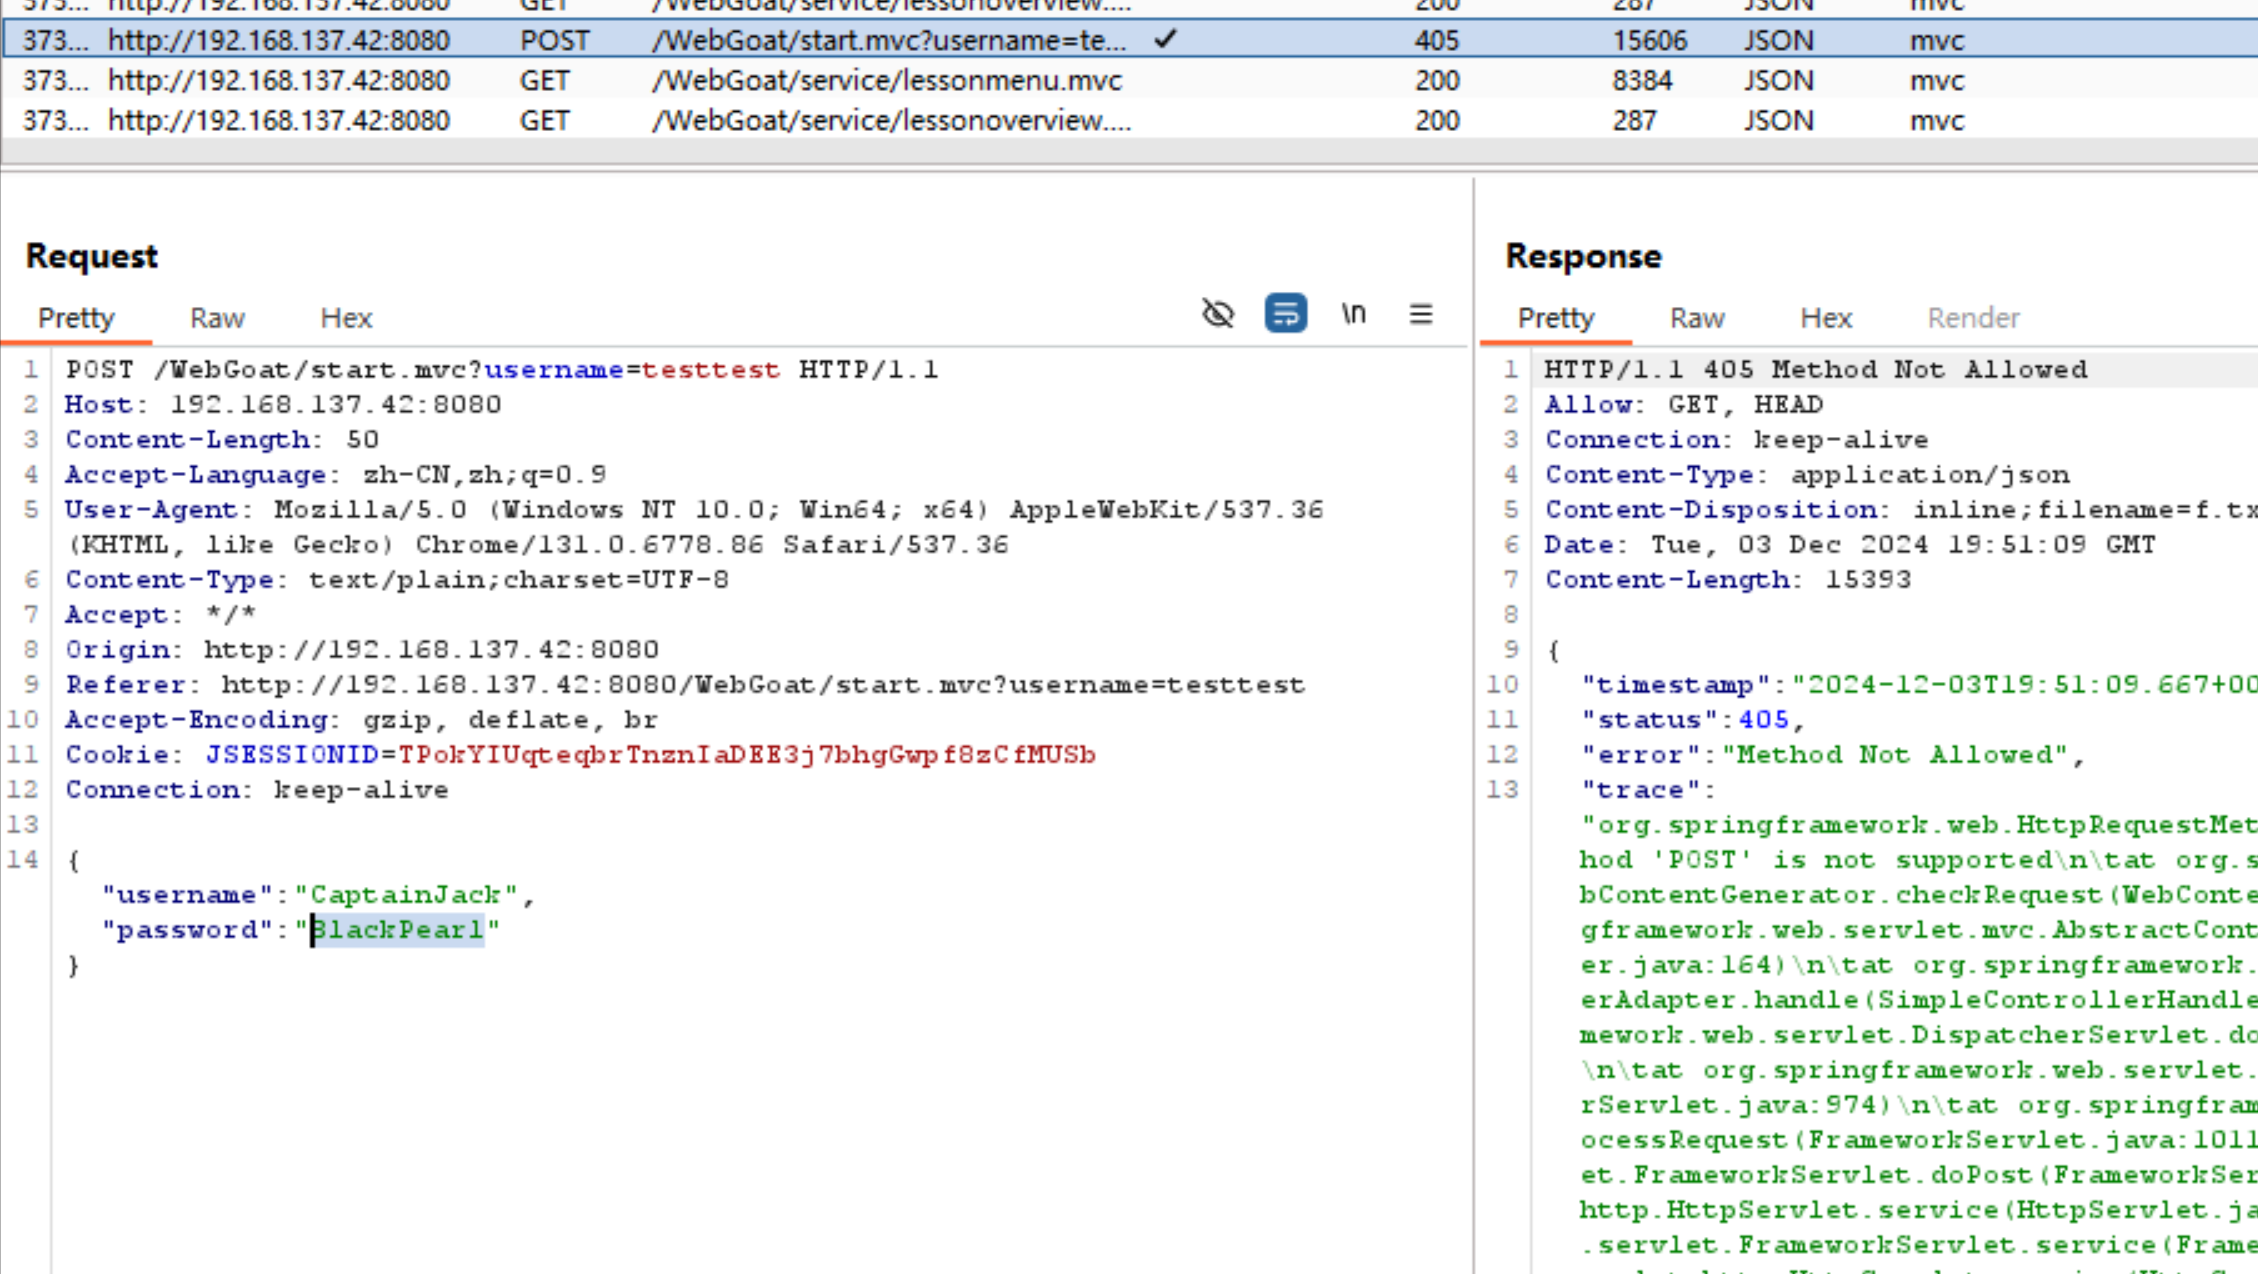 373... http://192.168.137.42:8080 GET /WebGoat/service/lessonoverview.... 200 287 JSON mvc
373... http://192.168.137.42:8080 POST /WebGoat/start.mvc?username=te... ✓ 405 15606 JSON mvc
373... http://192.168.137.42:8080 GET /WebGoat/service/lessonmenu.mvc 200 8384 JSON mvc
373... http://192.168.137.42:8080 GET /WebGoat/service/lessonoverview.... 200 287 JSON mvc
Request
Pretty Raw Hex \n
1 POST /WebGoat/start.mvc?username=testtest HTTP/1.1
2 Host: 192.168.137.42:8080
3 Content-Length: 50
4 Accept-Language: zh-CN,zh;q=0.9
5 User-Agent: Mozilla/5.0 (Windows NT 10.0; Win64; x64) AppleWebKit/537.36
(KHTML, like Gecko) Chrome/131.0.6778.86 Safari/537.36
6 Content-Type: text/plain;charset=UTF-8
7 Accept: */*
8 Origin: http://192.168.137.42:8080
9 Referer: http://192.168.137.42:8080/WebGoat/start.mvc?username=testtest
10 Accept-Encoding: gzip, deflate, br
11 Cookie: JSESSIONID=TPokYIUqteqbrTnznIaDEE3j7bhgGwpf8zCfMUSb
12 Connection: keep-alive
13
14 {
"username":"CaptainJack",
"password":"BlackPearl"
}
Response
Pretty Raw Hex Render
1 HTTP/1.1 405 Method Not Allowed
2 Allow: GET, HEAD
3 Connection: keep-alive
4 Content-Type: application/json
5 Content-Disposition: inline;filename=f.tx
6 Date: Tue, 03 Dec 2024 19:51:09 GMT
7 Content-Length: 15393
8
9 {
10 "timestamp":"2024-12-03T19:51:09.667+00
11 "status":405,
12 "error":"Method Not Allowed",
13 "trace":
"org.springframework.web.HttpRequestMet
hod 'POST' is not supported\n\tat org.s
bContentGenerator.checkRequest(WebConte
gframework.web.servlet.mvc.AbstractCont
er.java:164)\n\tat org.springframework.
erAdapter.handle(SimpleControllerHandle
mework.web.servlet.DispatcherServlet.do
\n\tat org.springframework.web.servlet.
rServlet.java:974)\n\tat org.springfram
ocessRequest(FrameworkServlet.java:1011
et.FrameworkServlet.doPost(FrameworkSer
http.HttpServlet.service(HttpServlet.ja
.servlet.FrameworkServlet.service(Frame